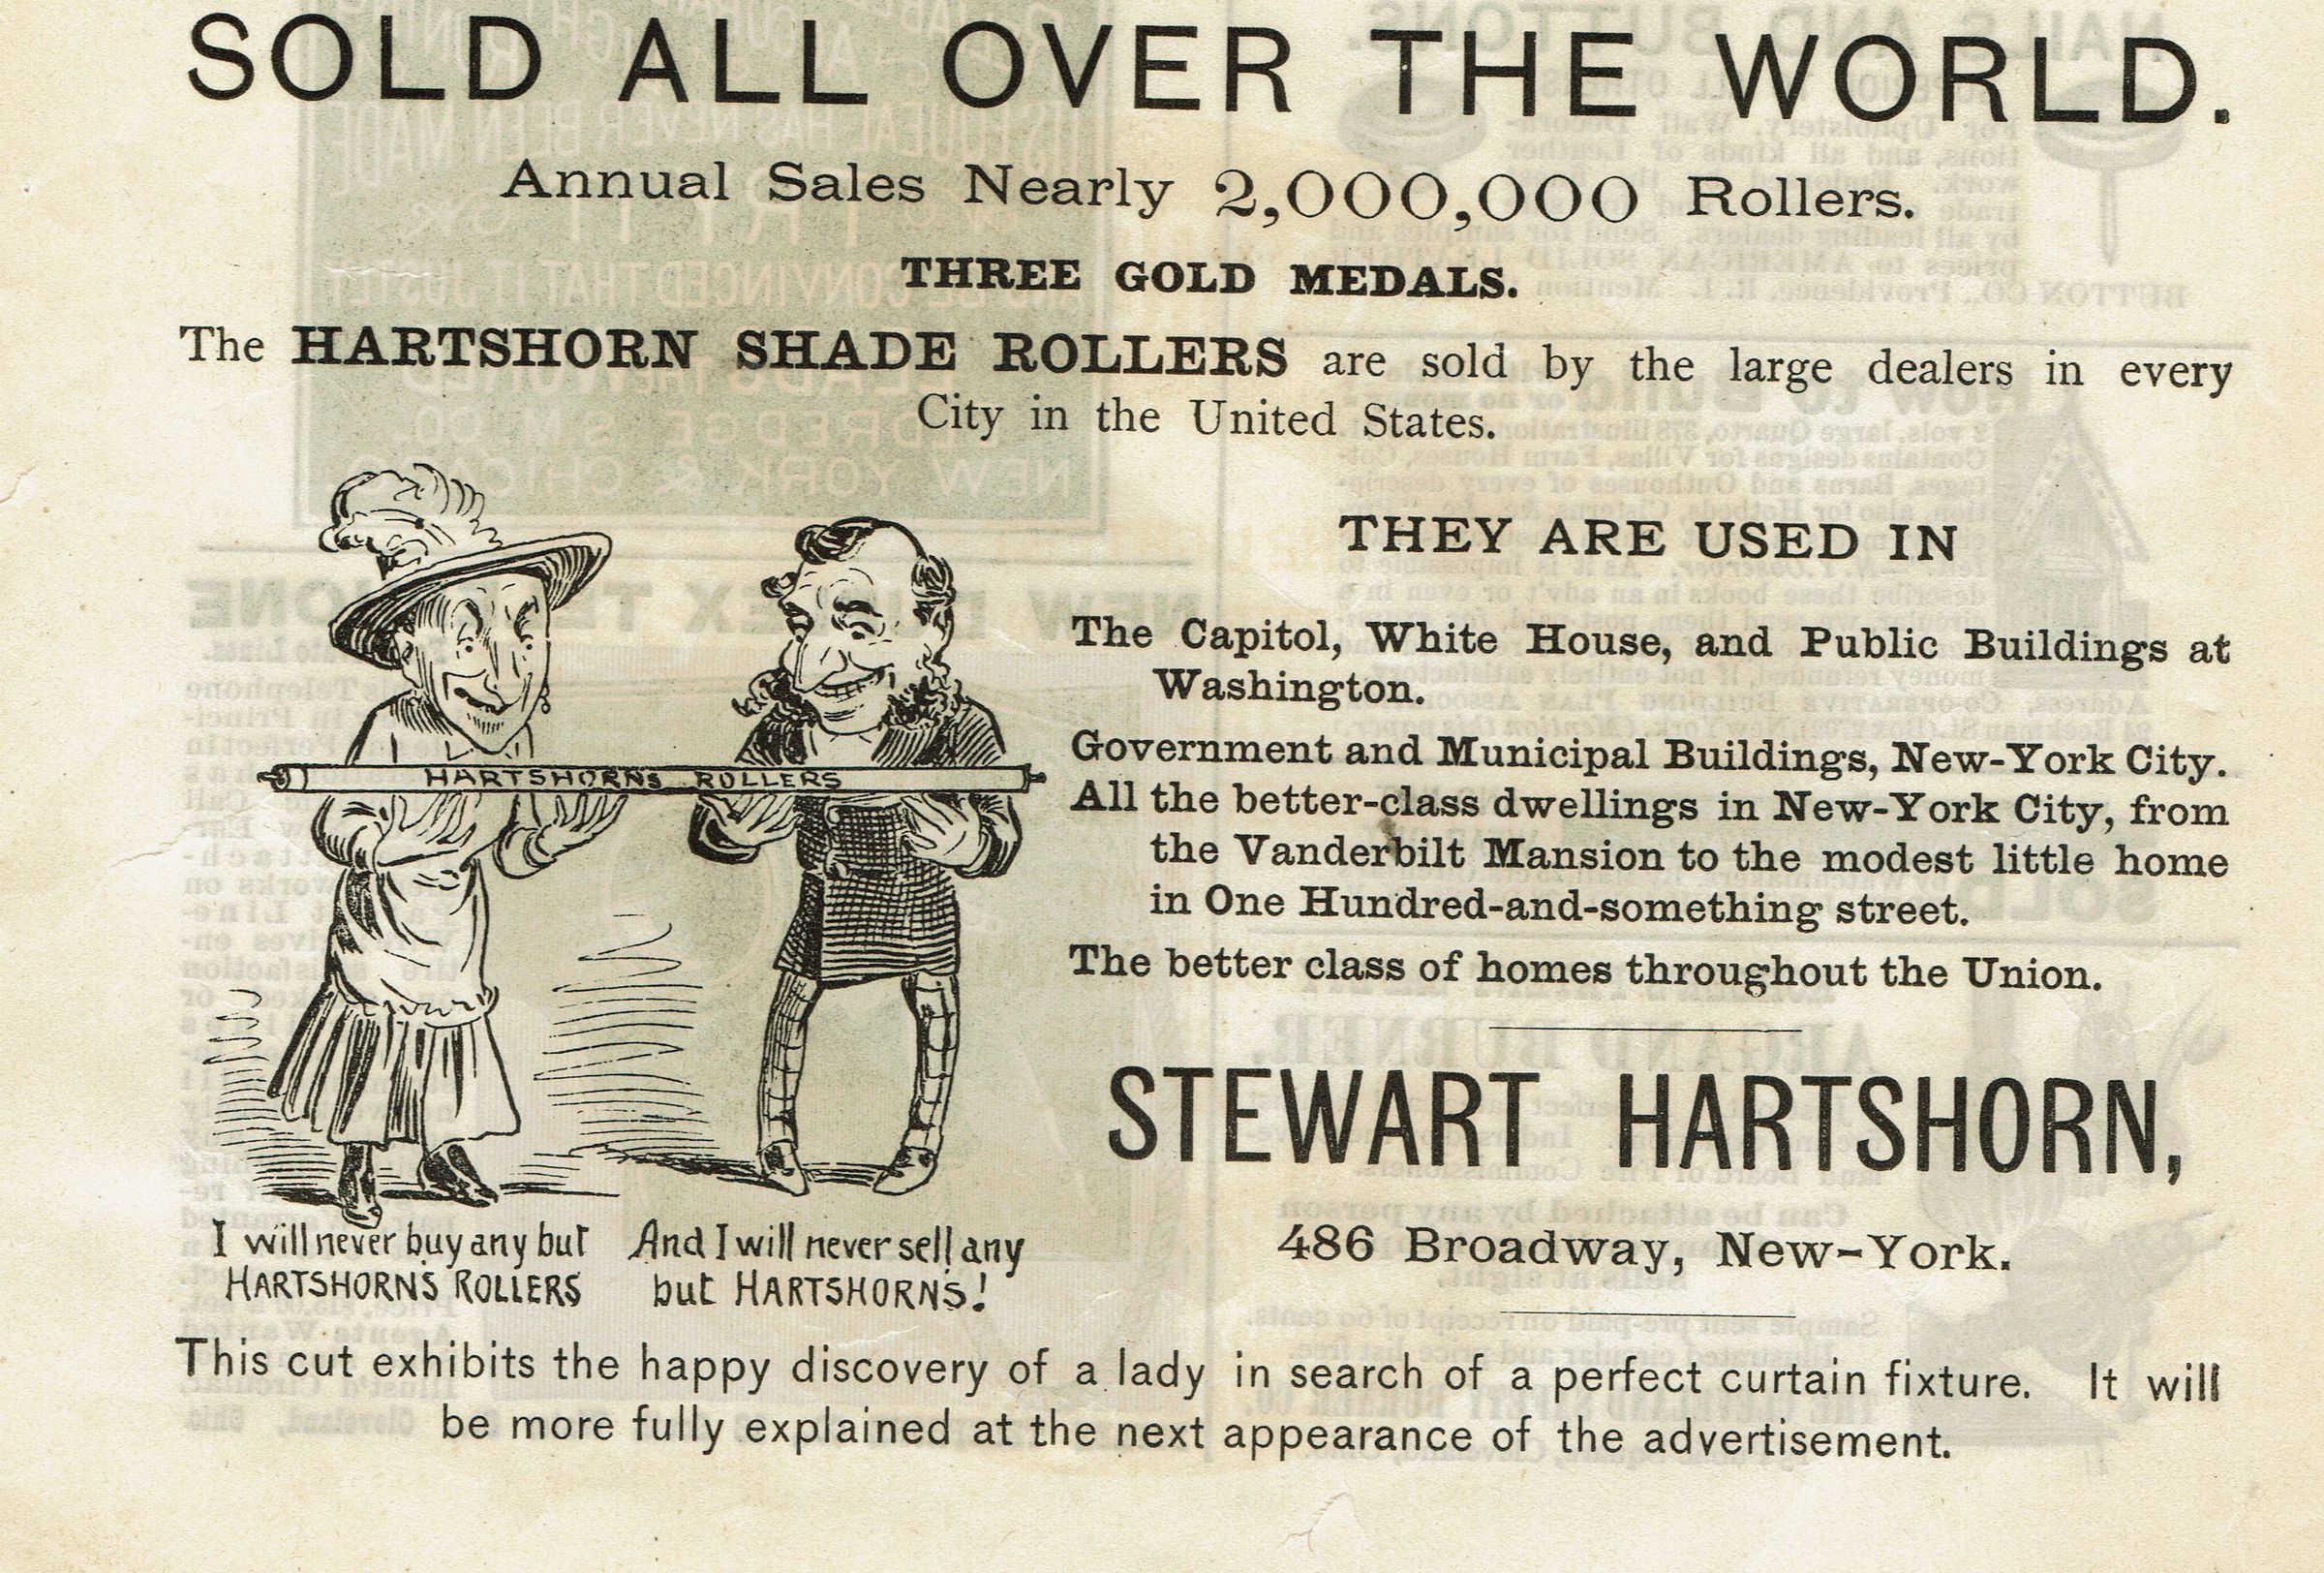 SOLD ALL OVER THE WORLD.
Annual Sales Nearly 2,000,000 Rollers.
THREE GOLD MEDALS.
The HARTSHORN SHADE ROLLERS are sold by the large dealers in every
City in the United States.
HARTSHORNS ROLLERS
I will never buy any but
HARTSHORN'S ROLLERS
And I will never sell any
but HARTSHORN'S!
THEY ARE USED IN
The Capitol, White House, and Public Buildings at
Washington.
Government and Municipal Buildings, New-York City.
All the better-class dwellings in New-York City, from
the Vanderbilt Mansion to the modest little home
in One Hundred-and-something street.
The better class of homes throughout the Union.
STEWART HARTSHORN,
486 Broadway, New-York.
This cut exhibits the happy discovery of a lady in search of a perfect curtain fixture. It will
be more fully explained at the next appearance of the advertisement.